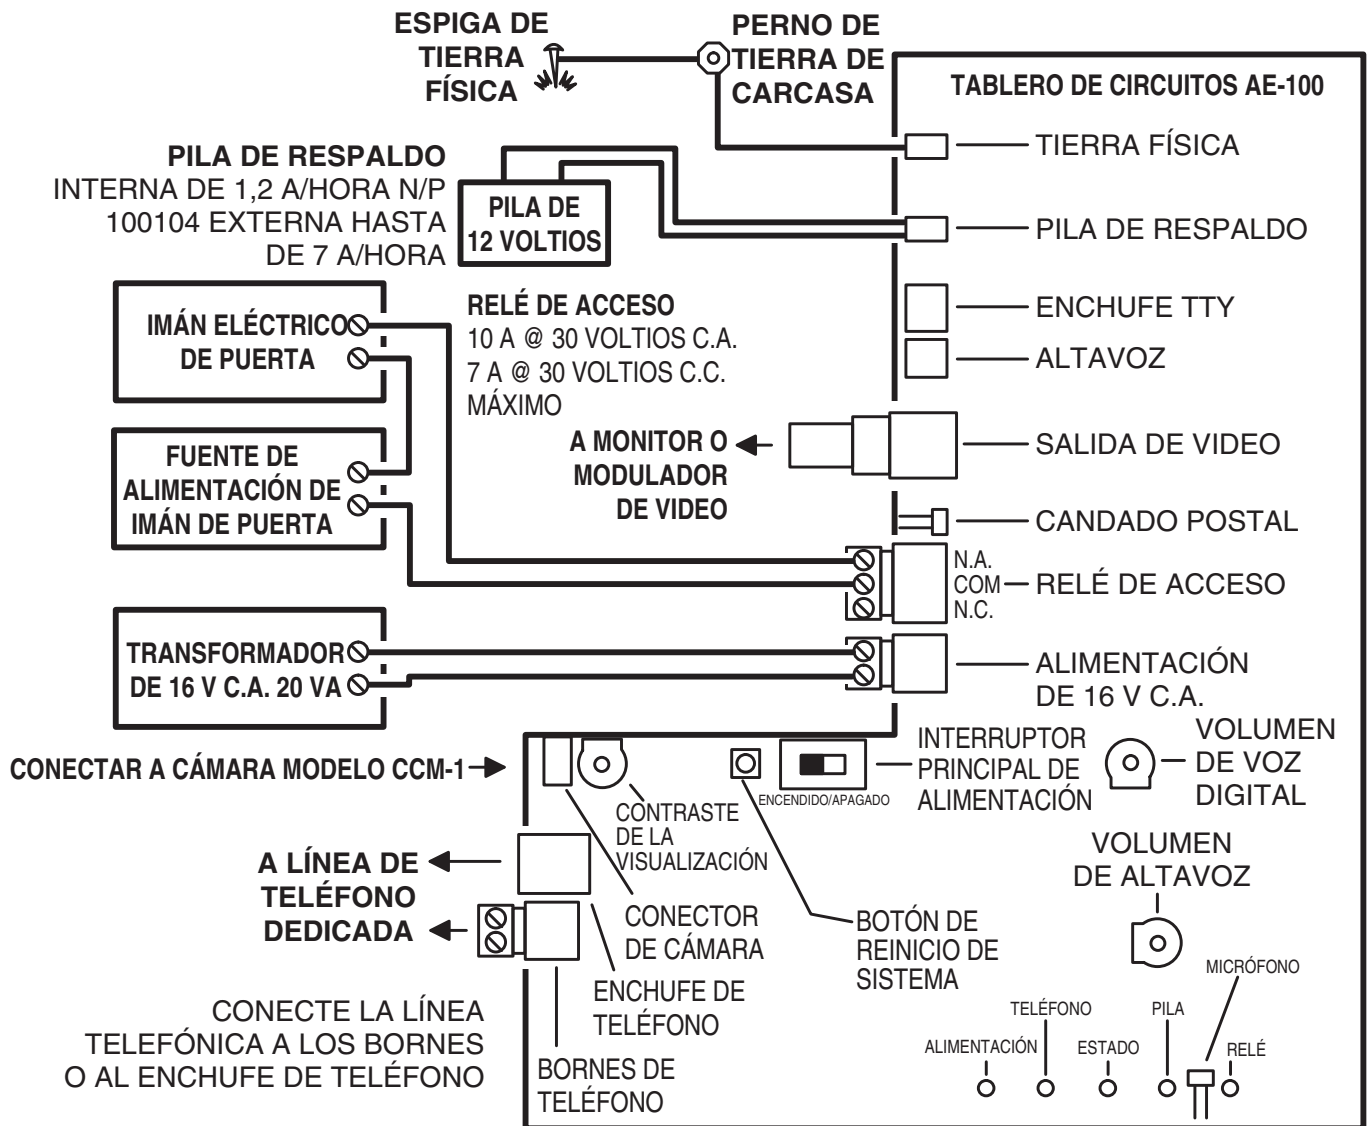 ESPIGA DE
TIERRA
FÍSICA
PERNO DE
TIERRA DE
CARCASA
TABLERO DE CIRCUITOS AE-100
TIERRA FÍSICA
PILA DE RESPALDO
INTERNA DE 1,2 A/HORA N/P
100104 EXTERNA HASTA
DE 7 A/HORA
PILA DE
12 VOLTIOS
PILA DE RESPALDO
IMÁN ELÉCTRICO
DE PUERTA
RELÉ DE ACCESO
10 A @ 30 VOLTIOS C.A.
7 A @ 30 VOLTIOS C.C.
MÁXIMO
ENCHUFE TTY
ALTAVOZ
FUENTE DE
ALIMENTACIÓN DE
IMÁN DE PUERTA
A MONITOR O
MODULADOR
DE VIDEO
SALIDA DE VIDEO
CANDADO POSTAL
N.A.
COM
N.C.
RELÉ DE ACCESO
TRANSFORMADOR
DE 16 V C.A. 20 VA
ALIMENTACIÓN
DE 16 V C.A.
CONECTAR A CÁMARA MODELO CCM-1
CONTRASTE
DE LA
VISUALIZACIÓN
ENCENDIDO/APAGADO
INTERRUPTOR
PRINCIPAL DE
ALIMENTACIÓN
VOLUMEN
DE VOZ
DIGITAL
A LÍNEA DE
TELÉFONO
DEDICADA
CONECTOR
DE CÁMARA
BOTÓN DE
REINICIO DE
SISTEMA
VOLUMEN
DE ALTAVOZ
MICRÓFONO
CONECTE LA LÍNEA
TELEFÓNICA A LOS BORNES
O AL ENCHUFE DE TELÉFONO
ENCHUFE DE
TELÉFONO
BORNES DE
TELÉFONO
ALIMENTACIÓN
TELÉFONO
ESTADO
PILA
RELÉ